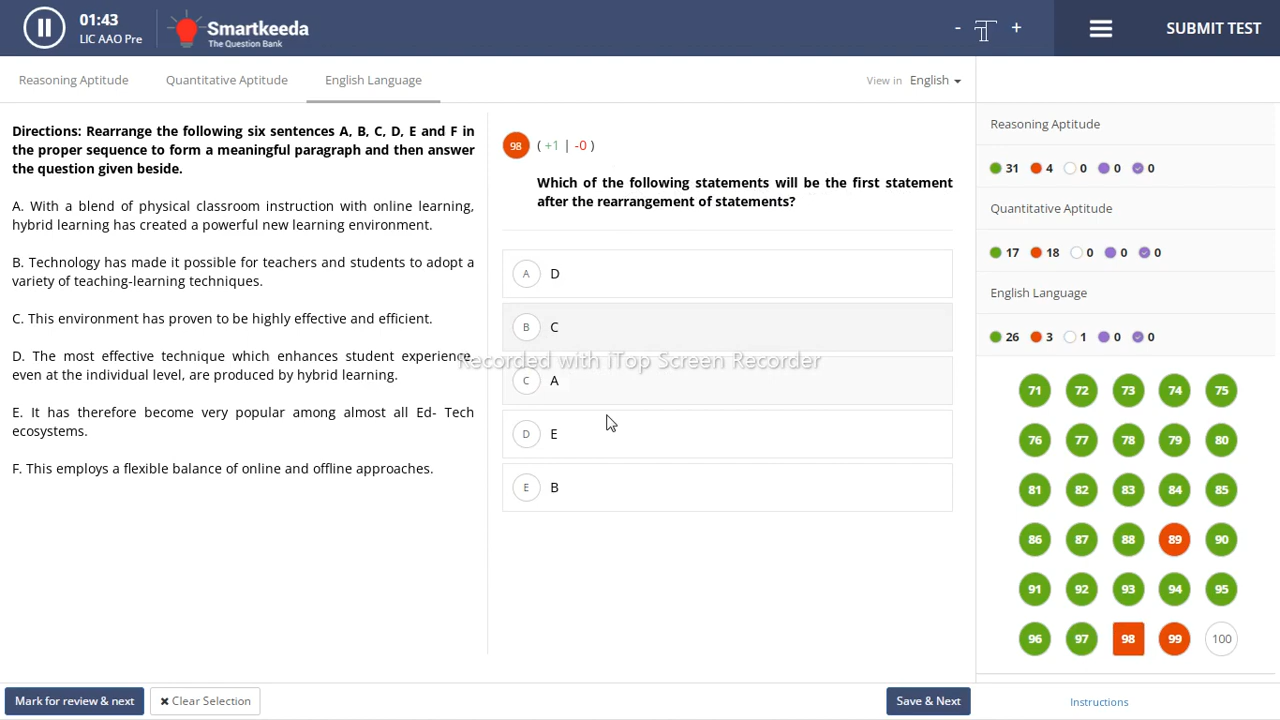 01:43
LIC AAO Pre
Smartkeeda
The Question Bank
- T +
SUBMIT TEST
Reasoning Aptitude Quantitative Aptitude English Language
View in English
Directions: Rearrange the following six sentences A, B, C, D, E and F in
the proper sequence to form a meaningful paragraph and then answer
the question given beside.
A. With a blend of physical classroom instruction with online learning,
hybrid learning has created a powerful new learning environment.
B. Technology has made it possible for teachers and students to adopt a
variety of teaching-learning techniques.
C. This environment has proven to be highly effective and efficient.
D. The most effective technique which enhances student experience,
even at the individual level, are produced by hybrid learning.
E. It has therefore become very popular among almost all Ed- Tech
ecosystems.
F. This employs a flexible balance of online and offline approaches.
98 ( +1 | -0 )
Which of the following statements will be the first statement
after the rearrangement of statements?
A D
B C
C A
D E
E B
Recorded with iTop Screen Recorder
Reasoning Aptitude
31 4 0 0 0
Quantitative Aptitude
17 18 0 0 0
English Language
26 3 1 0 0
71 72 73 74 75
76 77 78 79 80
81 82 83 84 85
86 87 88 89 90
91 92 93 94 95
96 97 98 99 100
Mark for review & next
Clear Selection
Save & Next
Instructions